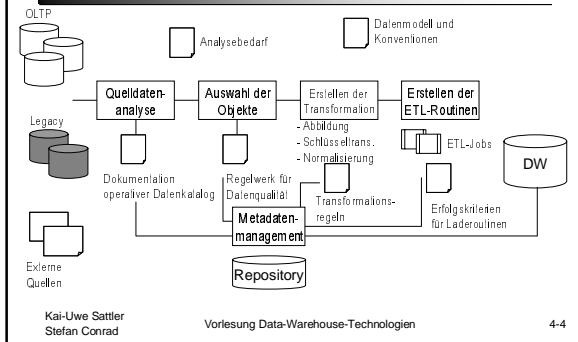 OLTP
Analysebedarf
Datenmodell und
Konventionen
Quelldaten-
analyse
Auswahl der
Objekte
Erstellen der
Transformation
- Abbildung
- Schlüsseltrans.
- Normalisierung
Erstellen der
ETL-Routinen
Legacy
ETL-Jobs
DW
Dokumentation
operativer Datenkatalog
Regelwerk für
Datenqualität
Transformations-
regeln
Erfolgskriterien
für Laderoutinen
Metadaten-
management
Externe
Quellen
Repository
Kai-Uwe Sattler
Stefan Conrad
Vorlesung Data-Warehouse-Technologien
4-4